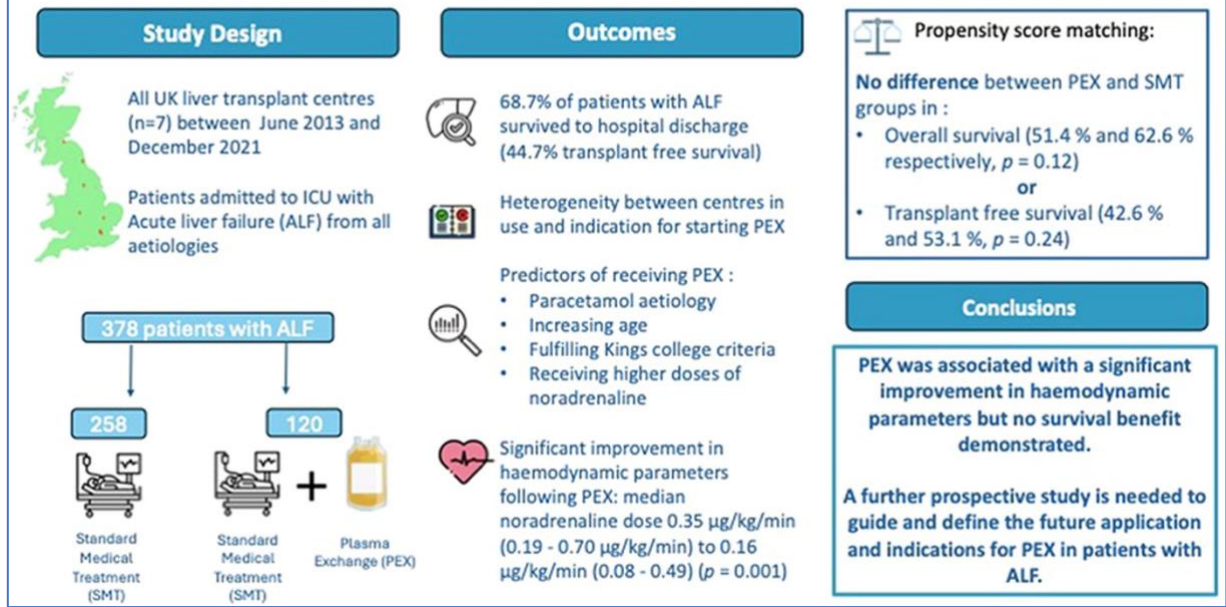 Study Design
All UK liver transplant centres
(n=7) between June 2013 and
December 2021
Patients admitted to ICU with
Acute liver failure (ALF) from all
aetiologies
378 patients with ALF
258
120
Standard
Medical
Treatment
(SMT)
Standard
Medical
Treatment
(SMT)
+
Plasma
Exchange (PEX)
Outcomes
68.7% of patients with ALF
survived to hospital discharge
(44.7% transplant free survival)
Heterogeneity between centres in
use and indication for starting PEX
Predictors of receiving PEX :
• Paracetamol aetiology
• Increasing age
• Fulfilling Kings college criteria
• Receiving higher doses of
noradrenaline
Significant improvement in
haemodynamic parameters
following PEX: median
noradrenaline dose 0.35 µg/kg/min
(0.19 - 0.70 µg/kg/min) to 0.16
µg/kg/min (0.08 - 0.49) (p = 0.001)
Propensity score matching:
No difference between PEX and SMT
groups in :
• Overall survival (51.4 % and 62.6 %
respectively, p = 0.12)
or
• Transplant free survival (42.6 %
and 53.1 %, p = 0.24)
Conclusions
PEX was associated with a significant
improvement in haemodynamic
parameters but no survival benefit
demonstrated.
A further prospective study is needed to
guide and define the future application
and indications for PEX in patients with
ALF.